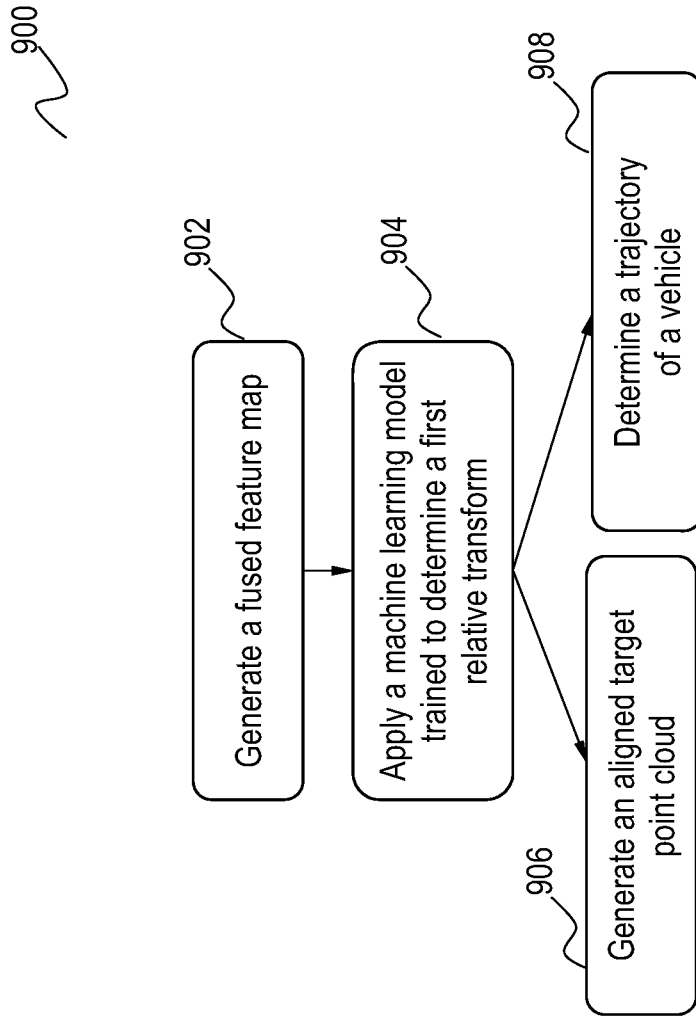 900
902
Generate a fused feature map
904
Apply a machine learning model
trained to determine a first
relative transform
906
Generate an aligned target
point cloud
908
Determine a trajectory
of a vehicle